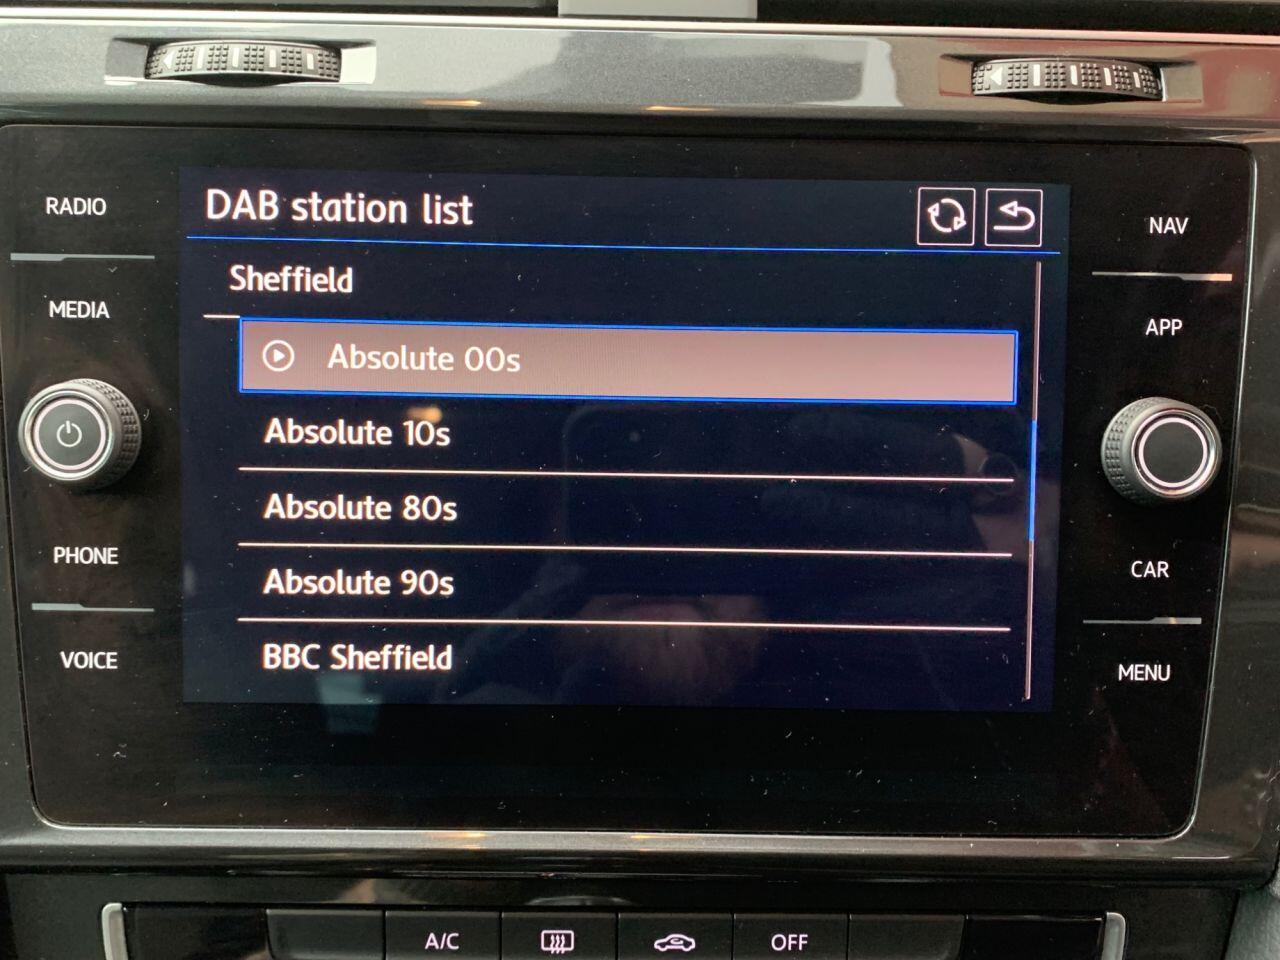 RADIO
MEDIA
PHONE
VOICE
DAB station list
Sheffield
Absolute 00s
Absolute 10s
Absolute 80s
Absolute 90s
BBC Sheffield
NAV
APP
CAR
MENU
A/C
OFF